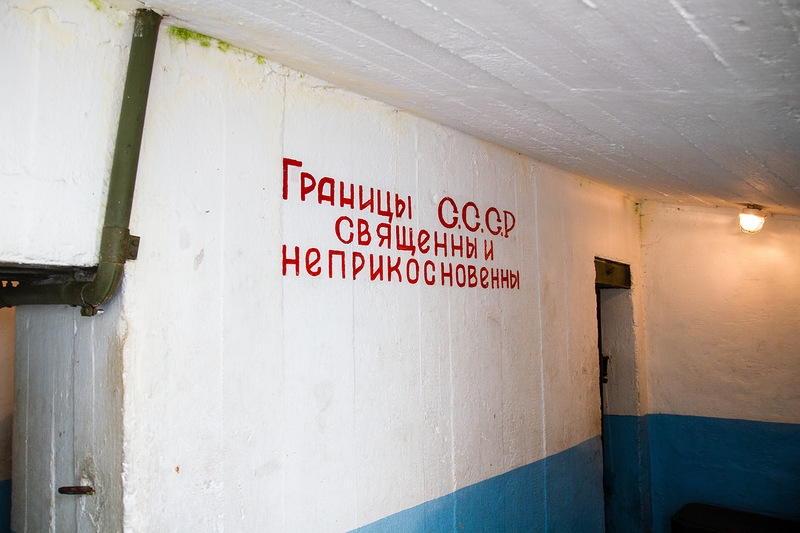 Границы С.С.С.Р
священны и
неприкосновенны